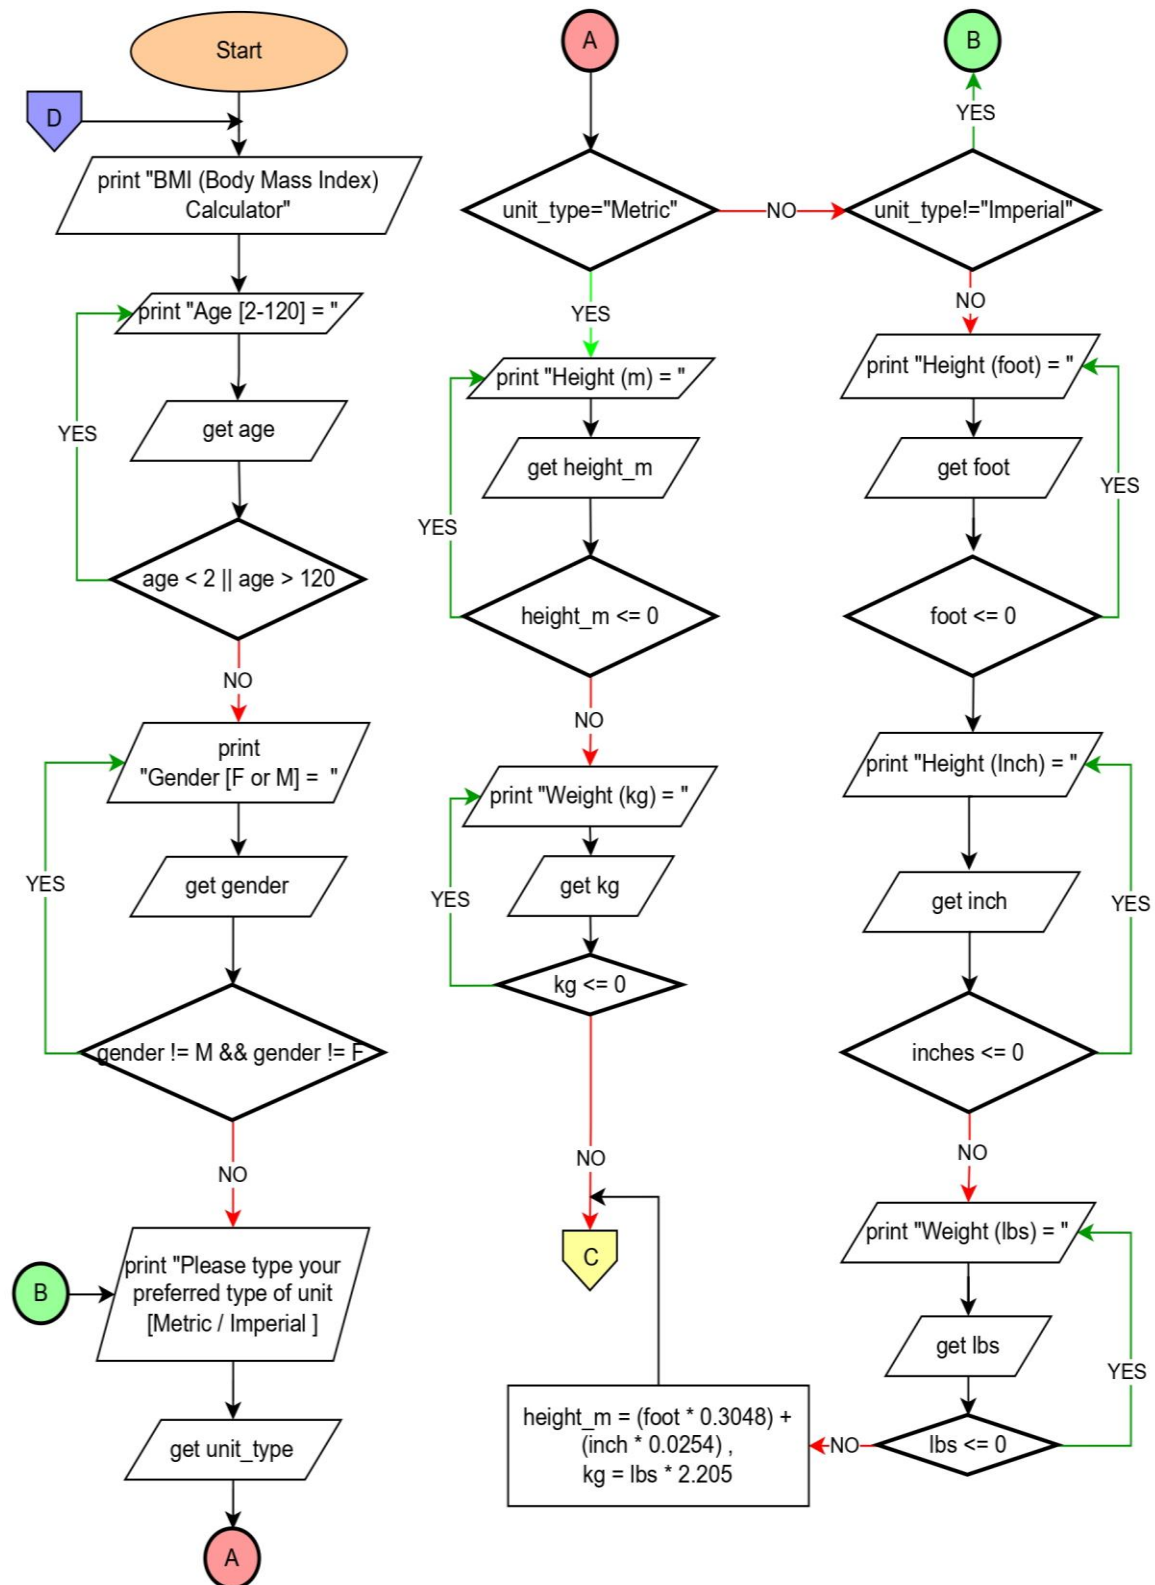 Start
D
print "BMI (Body Mass Index)
Calculator"
print "Age [2-120] = "
get age
YES
age < 2 || age > 120
NO
print
"Gender [F or M] =  "
get gender
YES
gender != M && gender != F
NO
B
print "Please type your
preferred type of unit
[Metric / Imperial ]
get unit_type
A
A
unit_type="Metric"
NO
YES
print "Height (m) = "
get height_m
YES
height_m <= 0
NO
print "Weight (kg) = "
get kg
YES
kg <= 0
NO
C
height_m = (foot * 0.3048) +
(inch * 0.0254) ,
kg = lbs * 2.205
B
YES
unit_type!="Imperial"
NO
print "Height (foot) = "
get foot
YES
foot <= 0
print "Height (Inch) = "
get inch
YES
inches <= 0
NO
print "Weight (lbs) = "
get lbs
YES
lbs <= 0
NO